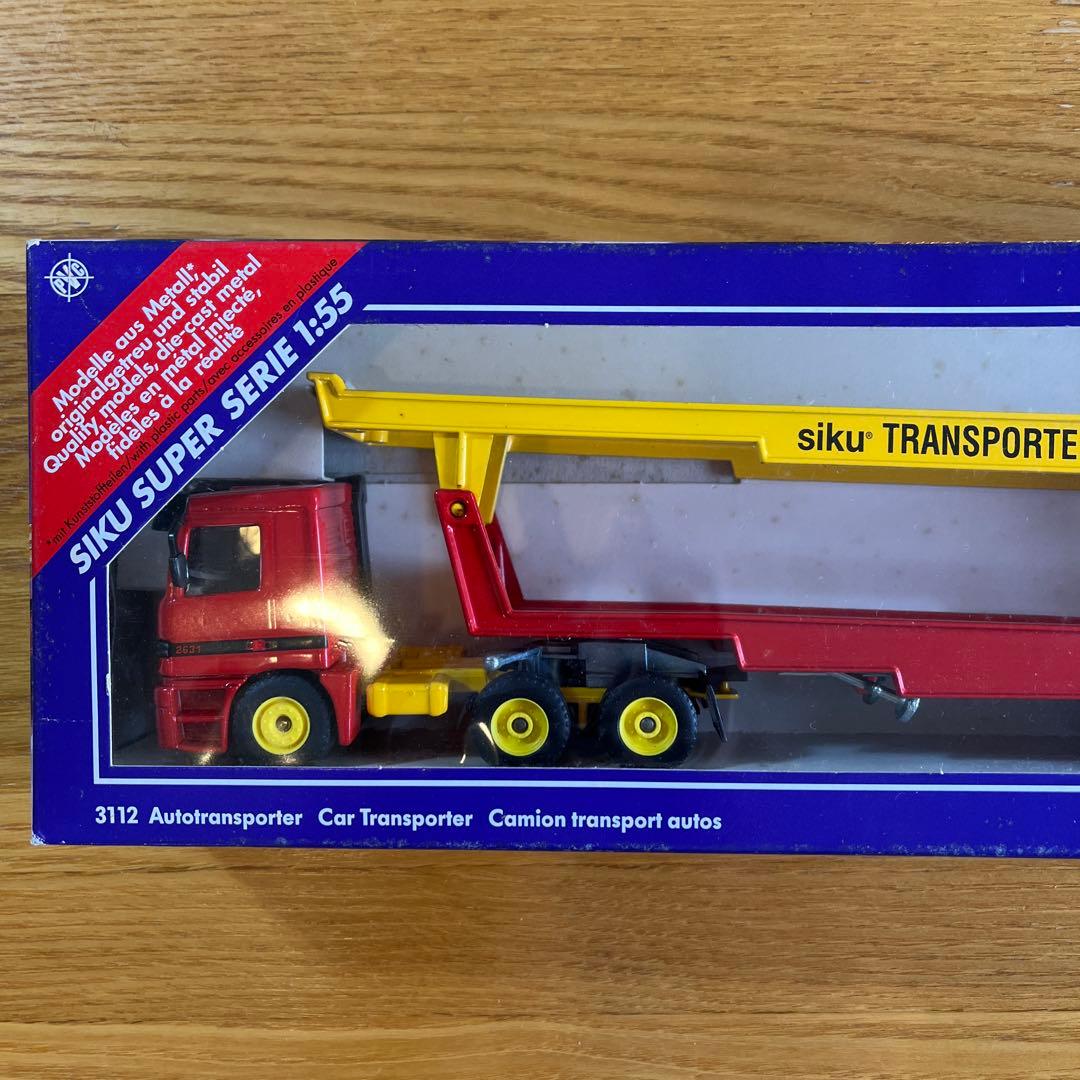 PVC
Modelle aus Metall,*
originalgetreu und stabil
Quality models, die-cast metal
Modèles en métal injecté,
fidèles à la réalité
*mit Kunststoffteilen/with plastic parts/avec accessoires en plastique
SIKU SUPER SERIE 1:55
siku® TRANSPORTE
2631
3112 Autotransporter Car Transporter Camion transport autos